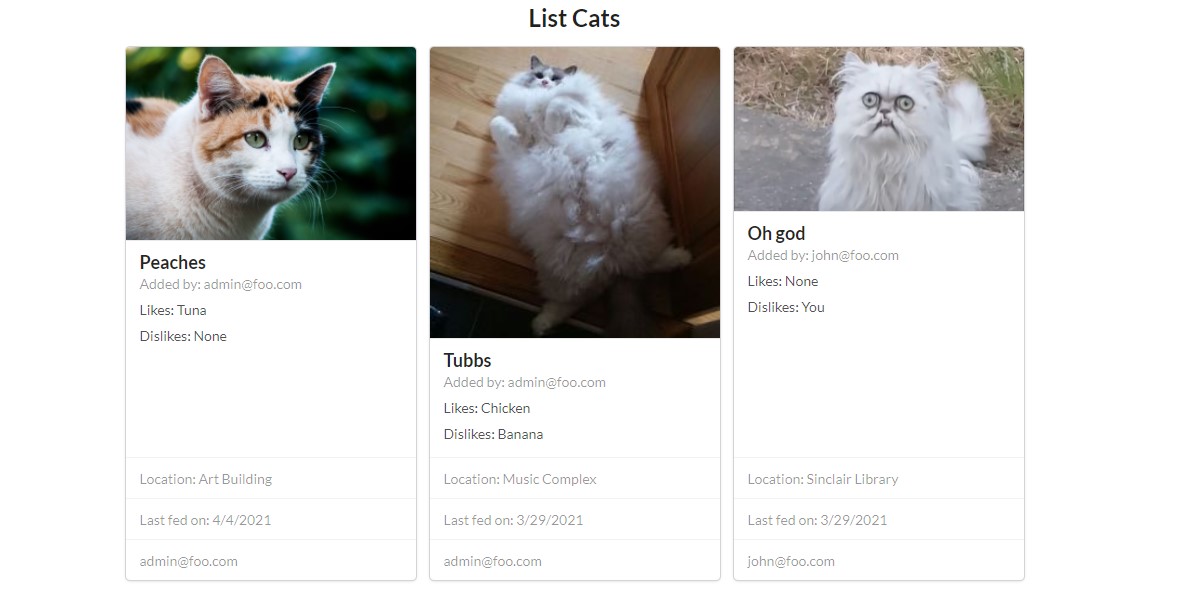 List Cats
Peaches
Added by: admin@foo.com
Likes: Tuna
Dislikes: None
Location: Art Building
Last fed on: 4/4/2021
admin@foo.com
Tubbs
Added by: admin@foo.com
Likes: Chicken
Dislikes: Banana
Location: Music Complex
Last fed on: 3/29/2021
admin@foo.com
Oh god
Added by: john@foo.com
Likes: None
Dislikes: You
Location: Sinclair Library
Last fed on: 3/29/2021
john@foo.com